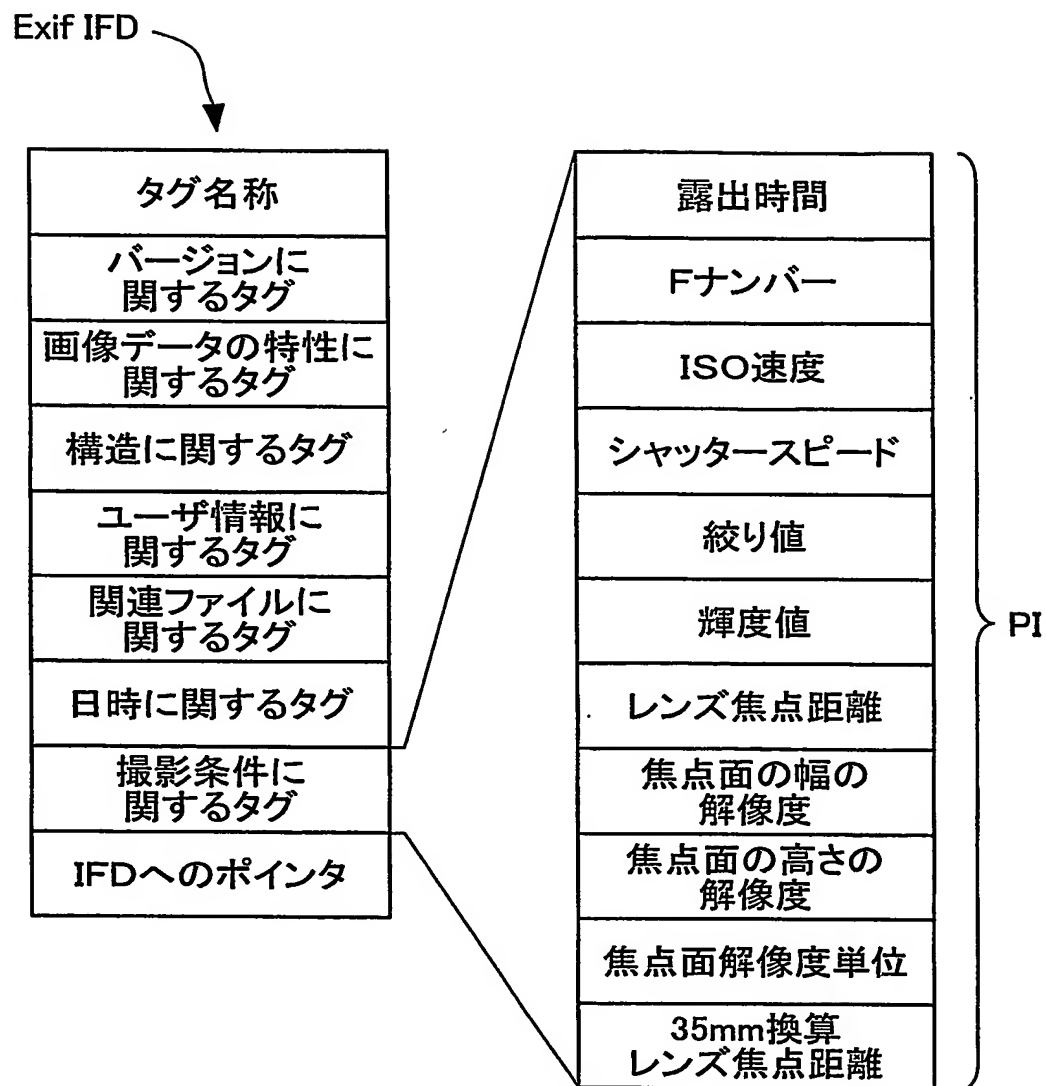 Exif IFD
タグ名称
バージョンに
関するタグ
画像データの特性に
関するタグ
構造に関するタグ
ユーザ情報に
関するタグ
関連ファイルに
関するタグ
日時に関するタグ
撮影条件に
関するタグ
IFDへのポインタ
露出時間
Fナンバー
ISO速度
シャッタースピード
絞り値
輝度値
レンズ焦点距離
焦点面の幅の
解像度
焦点面の高さの
解像度
焦点面解像度単位
35mm換算
レンズ焦点距離
PI